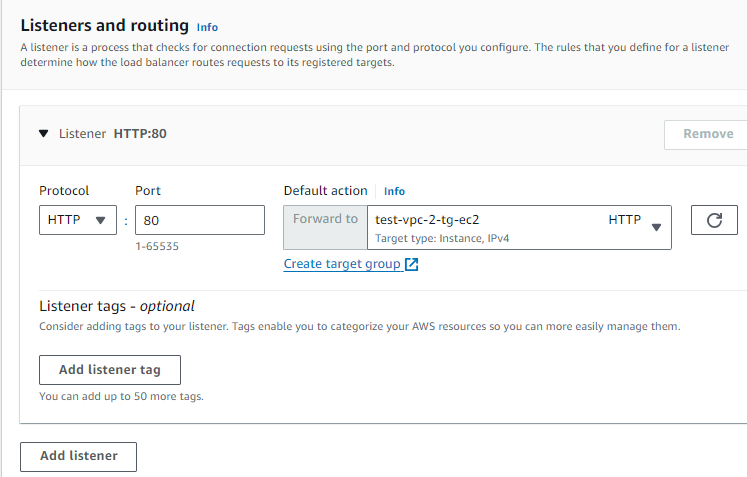 Listeners and routing Info
A listener is a process that checks for connection requests using the port and protocol you configure. The rules that you define for a listener
determine how the load balancer routes requests to its registered targets.
Listener HTTP:80
Remove
Protocol Port Default action Info
HTTP : 80 Forward to test-vpc-2-tg-ec2 HTTP
Target type: Instance, IPv4
1-65535
Create target group
Listener tags - optional
Consider adding tags to your listener. Tags enable you to categorize your AWS resources so you can more easily manage them.
Add listener tag
You can add up to 50 more tags.
Add listener